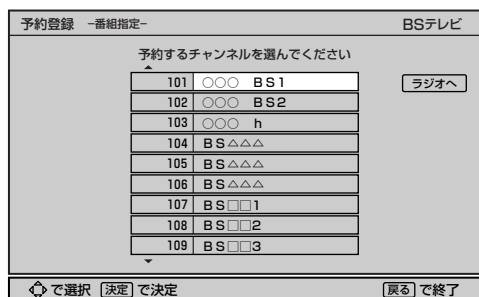 予約登録 −番組指定− BSテレビ
予約するチャンネルを選んでください
101 ○○○ BS1 ラジオへ
102 ○○○ BS2
103 ○○○ h
104 BS△△△
105 BS△△△
106 BS△△△
107 BS□□1
108 BS□□2
109 BS□□3
で選択 決定 で決定 戻る で終了